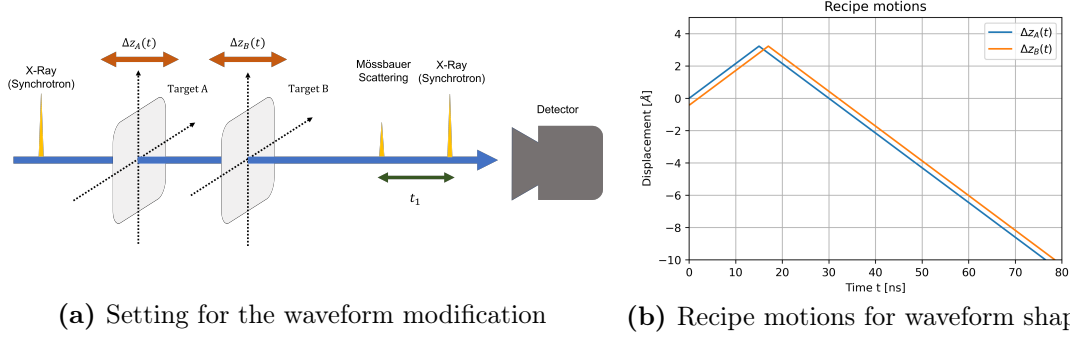 X-Ray
(Synchrotron)
Δz_A(t)
Target A
Δz_B(t)
Target B
Mössbauer
Scattering
X-Ray
(Synchrotron)
t_1
Detector
(a) Setting for the waveform modification
Recipe motions
Δz_A(t)
Δz_B(t)
Displacement [Å]
4
2
0
−2
−4
−6
−8
−10
0 10 20 30 40 50 60 70 80
Time t [ns]
(b) Recipe motions for waveform shap